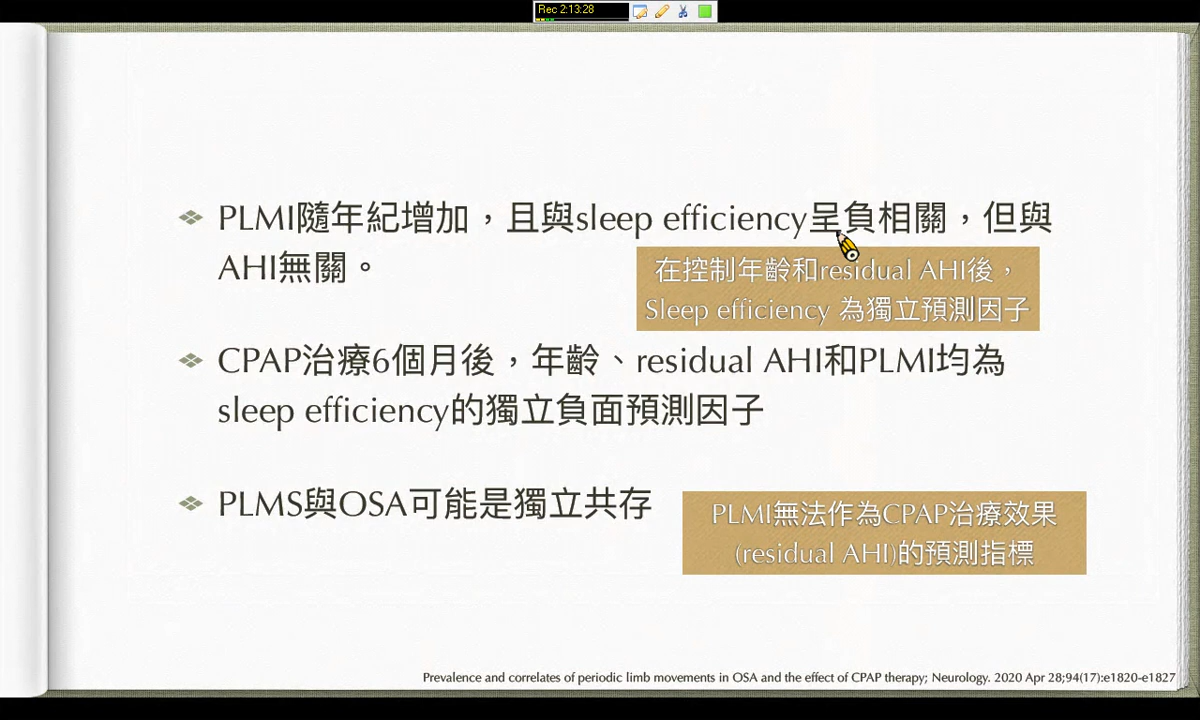 Rec 2:13:28
PLMI隨年紀增加，且與sleep efficiency呈負相關，但與
AHI無關。
在控制年齡和residual AHI後，
Sleep efficiency 為獨立預測因子
CPAP治療6個月後，年齡、residual AHI和PLMI均為
sleep efficiency的獨立負面預測因子
PLMS與OSA可能是獨立共存
PLMI無法作為CPAP治療效果
(residual AHI)的預測指標
Prevalence and correlates of periodic limb movements in OSA and the effect of CPAP therapy; Neurology. 2020 Apr 28;94(17):e1820-e1827